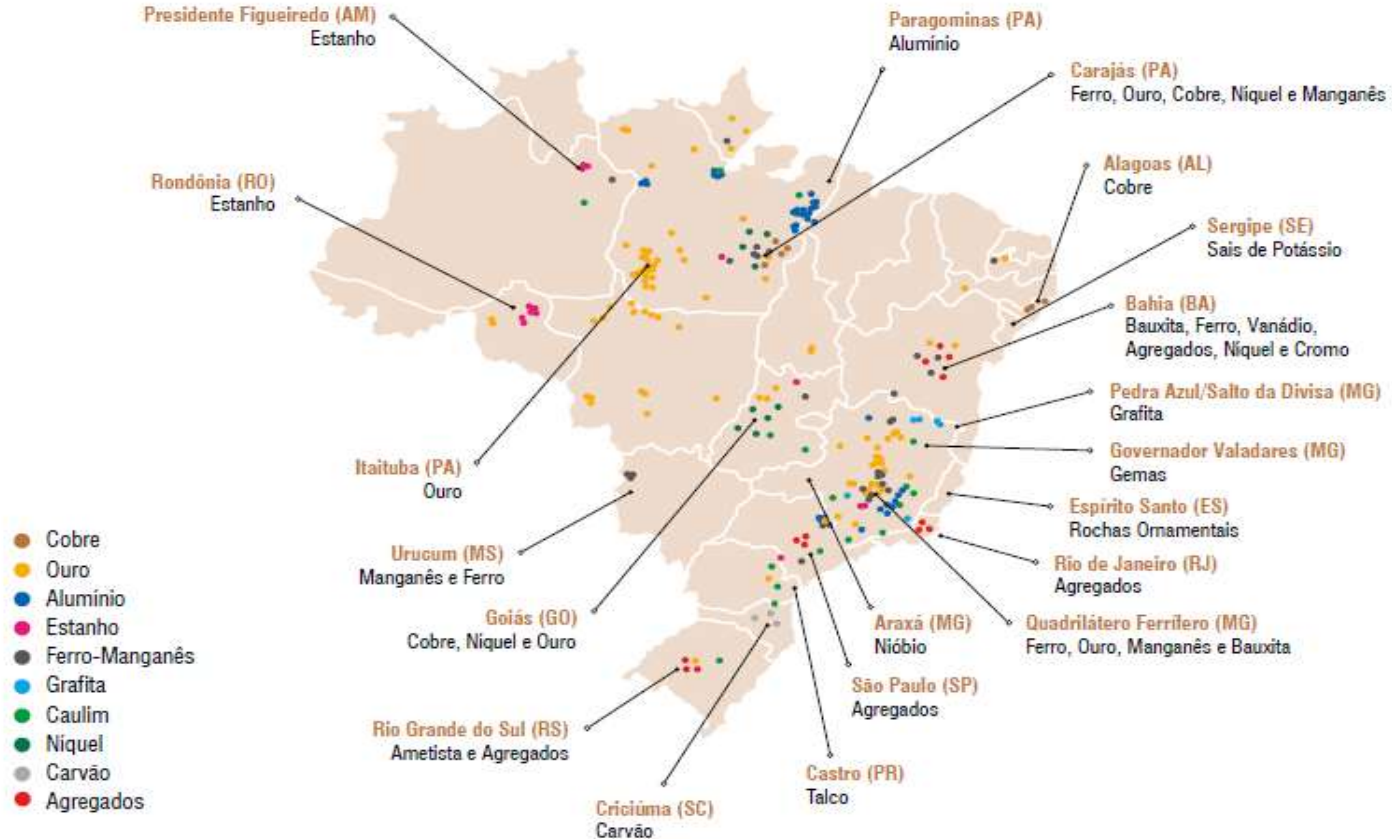 Presidente Figueiredo (AM)
Estanho
Paragominas (PA)
Alumínio
Carajás (PA)
Ferro, Ouro, Cobre, Níquel e Manganês
Rondônia (RO)
Estanho
Alagoas (AL)
Cobre
Sergipe (SE)
Sais de Potássio
Bahia (BA)
Bauxita, Ferro, Vanádio,
Agregados, Níquel e Cromo
Pedra Azul/Salto da Divisa (MG)
Grafita
Governador Valadares (MG)
Gemas
Itaituba (PA)
Ouro
Espírito Santo (ES)
Rochas Ornamentais
Urucum (MS)
Manganês e Ferro
Rio de Janeiro (RJ)
Agregados
Goiás (GO)
Cobre, Níquel e Ouro
Araxá (MG)
Nióbio
Quadrilátero Ferrífero (MG)
Ferro, Ouro, Manganês e Bauxita
São Paulo (SP)
Agregados
Rio Grande do Sul (RS)
Ametista e Agregados
Castro (PR)
Talco
Criciúma (SC)
Carvão
Cobre
Ouro
Alumínio
Estanho
Ferro-Manganês
Grafita
Caulim
Níquel
Carvão
Agregados